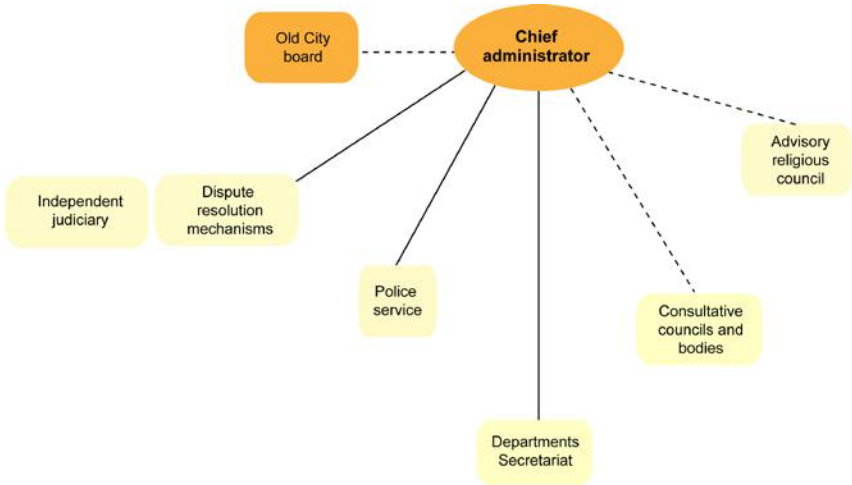 Old City
board
Chief
administrator
Advisory
religious
council
Independent
judiciary
Dispute
resolution
mechanisms
Police
service
Consultative
councils and
bodies
Departments
Secretariat